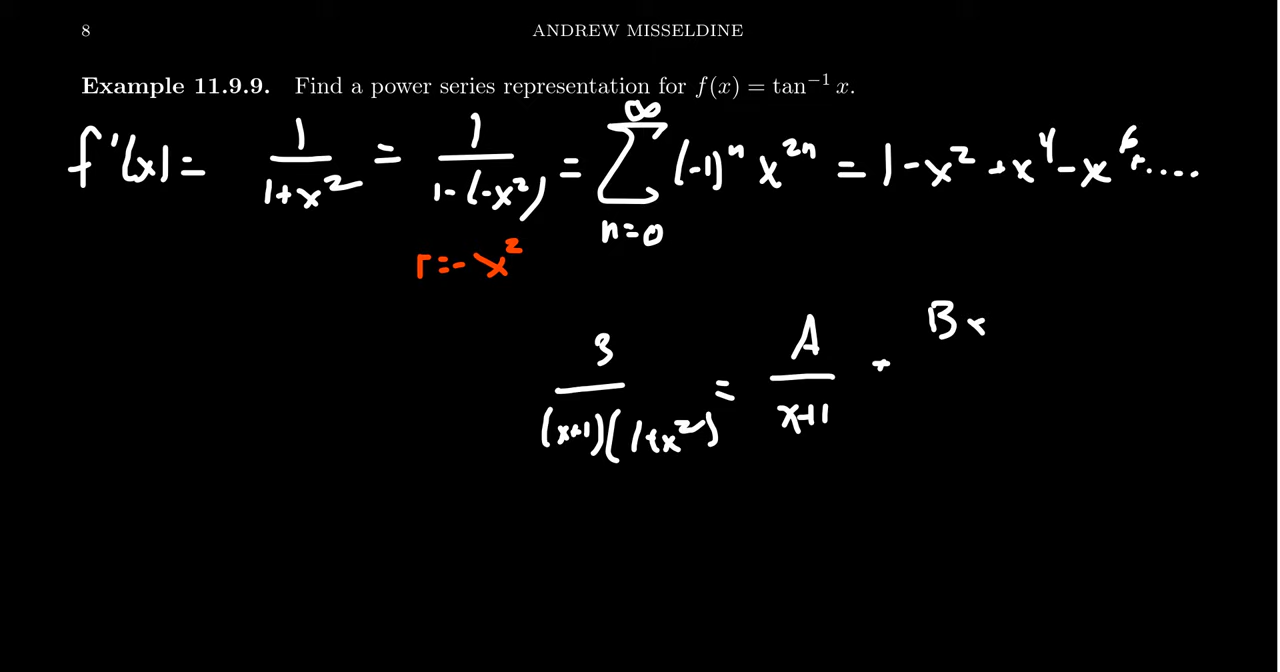 8 ANDREW MISSELDINE
Example 11.9.9. Find a power series representation for f(x) = tan⁻¹ x.
f'(x) = 1/(1+x²) = 1/(1-(-x²)) = ∑_{n=0}^{∞} (-1)ⁿ x²ⁿ = 1 - x² + x⁴ - x⁶ + ....
r = -x²
3/((x+1)(1+x²)) = A/(x+1) + Bx